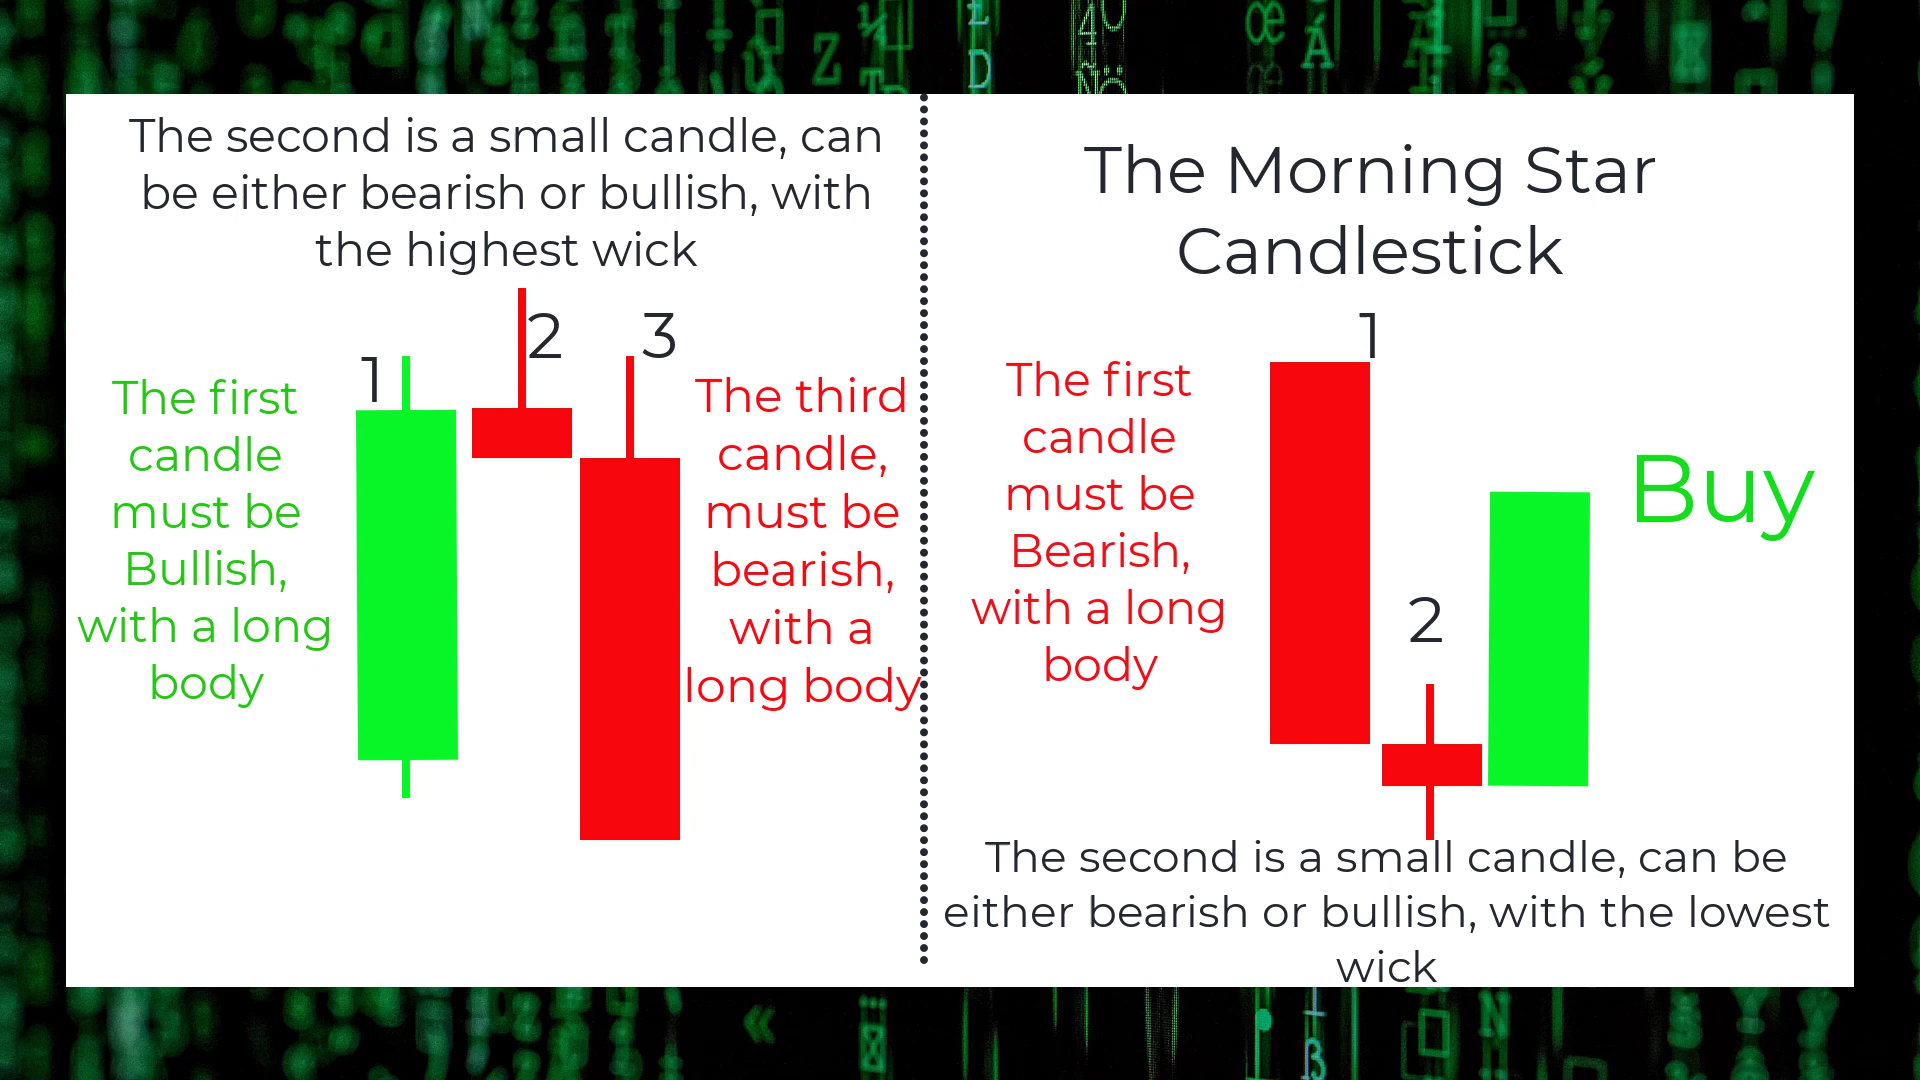 The second is a small candle, can
be either bearish or bullish, with
the highest wick
1
2
3
The first
candle
must be
Bullish,
with a long
body
The third
candle,
must be
bearish,
with a
long body
The Morning Star
Candlestick
1
The first
candle
must be
Bearish,
with a long
body
2
Buy
The second is a small candle, can be
either bearish or bullish, with the lowest
wick